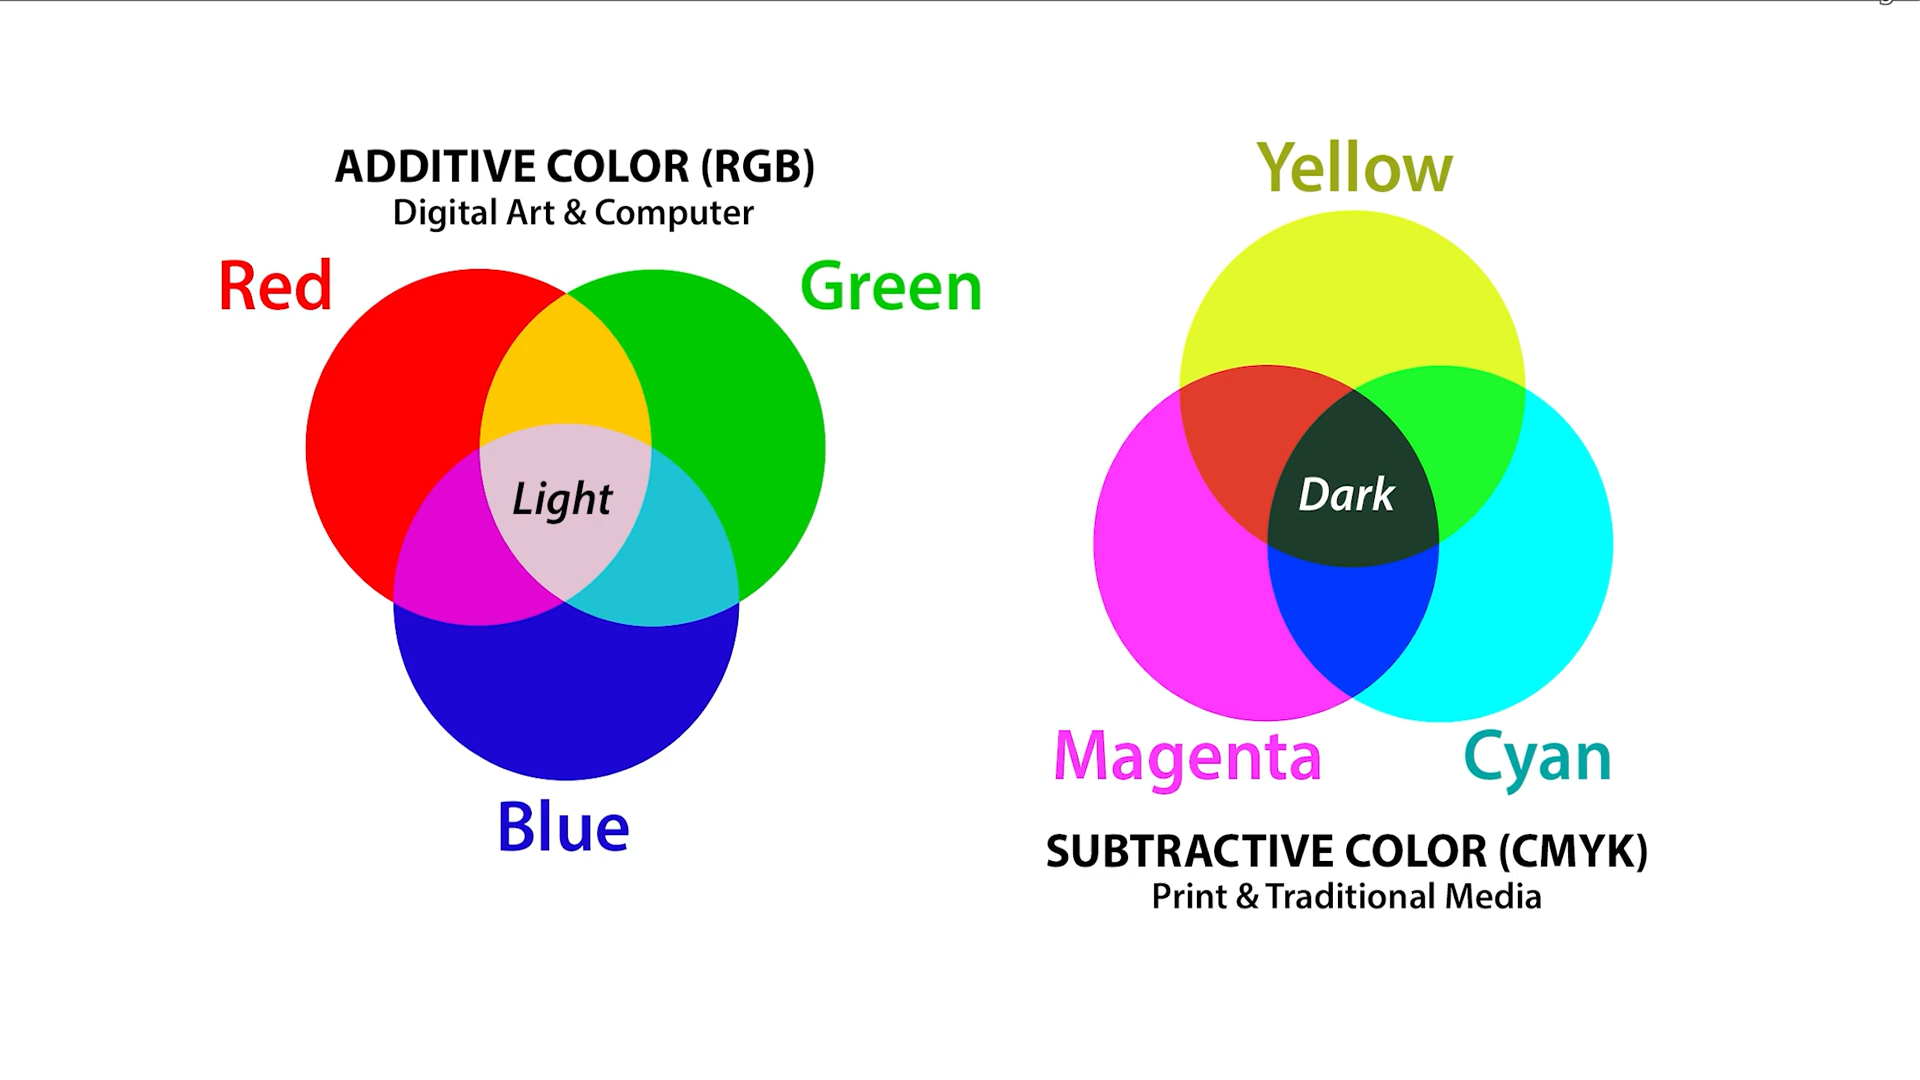 ADDITIVE COLOR (RGB)
Digital Art & Computer
Red
Green
Light
Blue
Yellow
Dark
Magenta
Cyan
SUBTRACTIVE COLOR (CMYK)
Print & Traditional Media